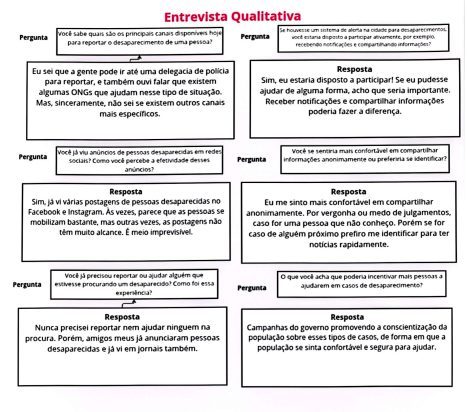 Entrevista Qualitativa
Pergunta
Você sabe quais são os principais canais disponíveis hoje
para reportar o desaparecimento de uma pessoa?
Eu sei que a gente pode ir até uma delegacia de polícia
para reportar, e também ouvi falar que existem
algumas ONGs que ajudam nesse tipo de situação.
Mas, sinceramente, não sei se existem outros canais
mais específicos.
Pergunta
Você já viu anúncios de pessoas desaparecidas em redes
sociais? Como você percebe a efetividade desses
anúncios?
Resposta
Sim, já vi várias postagens de pessoas desaparecidas no
Facebook e Instagram. Às vezes, parece que as pessoas se
mobilizam bastante, mas outras vezes, as postagens não
têm muito alcance. É meio imprevisível.
Pergunta
Você já precisou reportar ou ajudar alguém que
estivesse procurando um desaparecido? Como foi essa
experiência?
Resposta
Nunca precisei reportar nem ajudar ninguem na
procura. Porém, amigos meus já anunciaram pessoas
desaparecidas e já vi em jornais também.
Pergunta
Se houvesse um sistema de alerta na cidade para desaparecimentos,
você estaria disposto a participar ativamente, por exemplo,
recebendo notificações e compartilhando informações?
Resposta
Sim, eu estaria disposto a participar! Se eu pudesse
ajudar de alguma forma, acho que seria importante.
Receber notificações e compartilhar informações
poderia fazer a diferença.
Pergunta
Você se sentiria mais confortável em compartilhar
informações anonimamente ou preferiria se identificar?
Resposta
Eu me sinto mais confortável em compartilhar
anonimamente. Por vergonha ou medo de julgamentos,
caso for uma pessoa que não conheço. Porém se for
caso de alguém próximo prefiro me identificar para ter
notícias rapidamente.
Pergunta
O que você acha que poderia incentivar mais pessoas a
ajudarem em casos de desaparecimento?
Resposta
Campanhas do governo promovendo a conscientização da
população sobre esses tipos de casos, de forma em que a
população se sinta confortável e segura para ajudar.